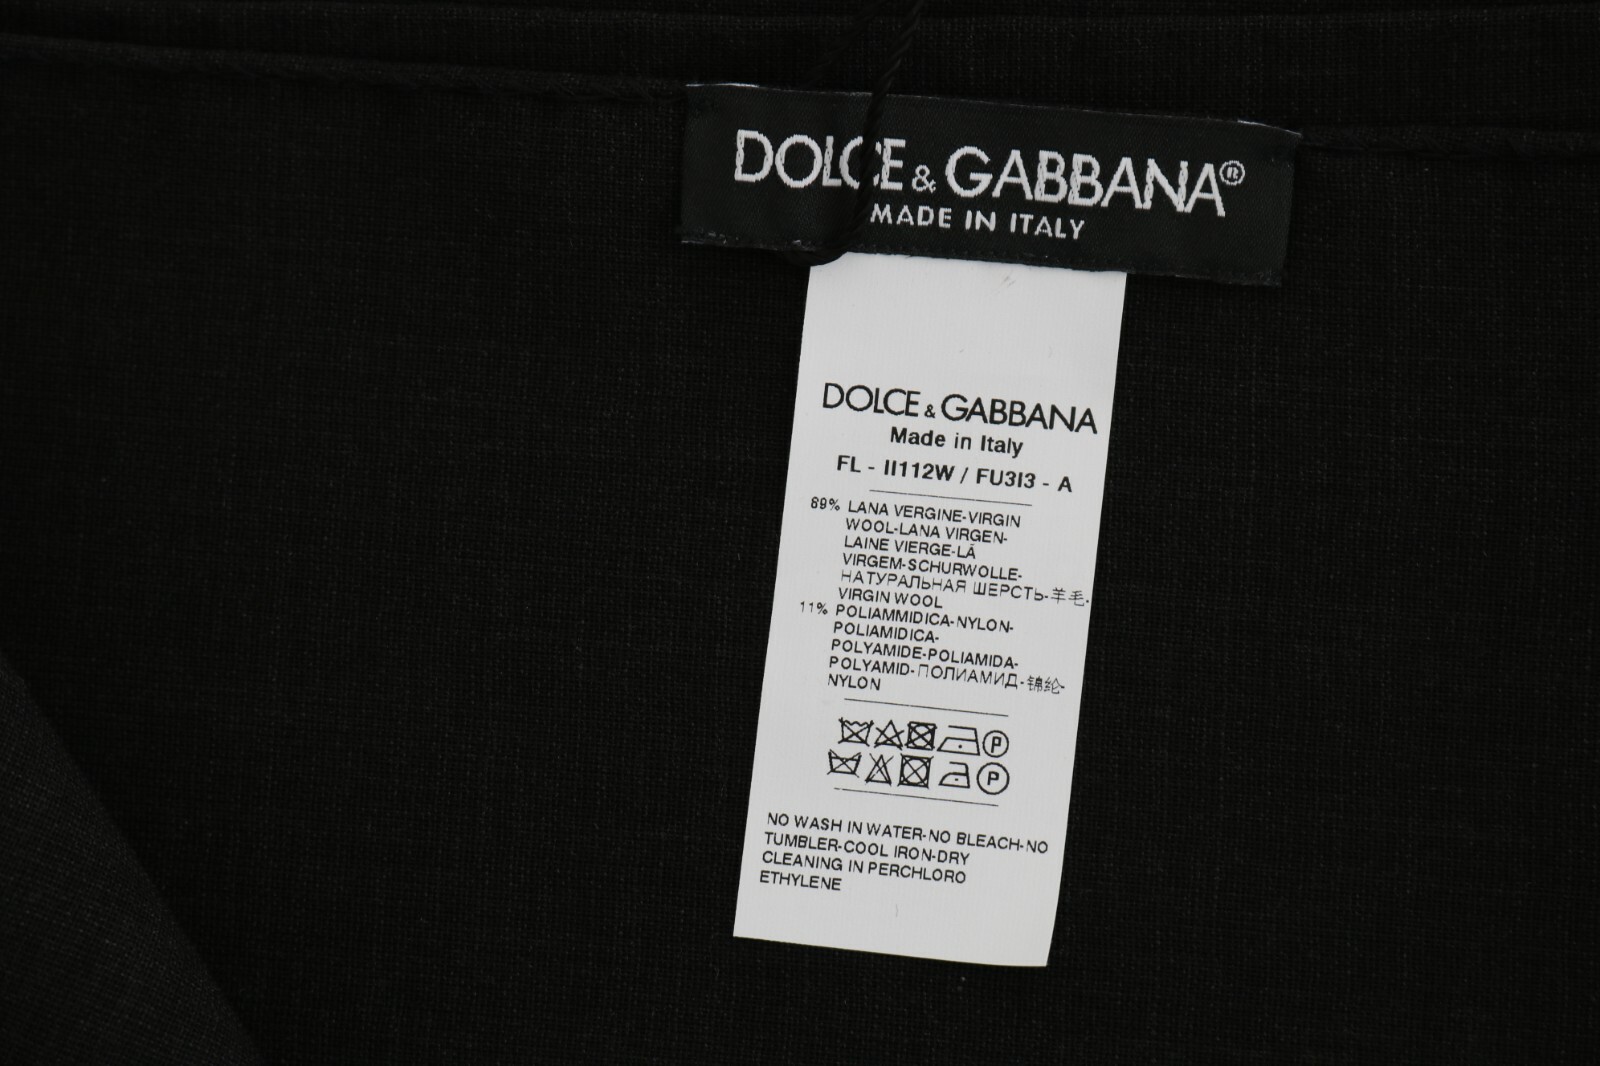 DOLCE & GABBANA®
MADE IN ITALY
DOLCE & GABBANA
Made in Italy
FL - II112W / FU3I3 - A
89% LANA VERGINE-VIRGIN
WOOL-LANA VIRGEN-
LAINE VIERGE-LÃ
VIRGEM-SCHURWOLLE-
НАТУРАЛЬНАЯ ШЕРСТЬ-羊毛-
VIRGIN WOOL
11% POLIAMMIDICA-NYLON-
POLIAMIDICA-
POLYAMIDE-POLIAMIDA-
POLYAMID-ПОЛИАМИД-锦纶-
NYLON
P
P
NO WASH IN WATER-NO BLEACH-NO
TUMBLER-COOL IRON-DRY
CLEANING IN PERCHLORO
ETHYLENE